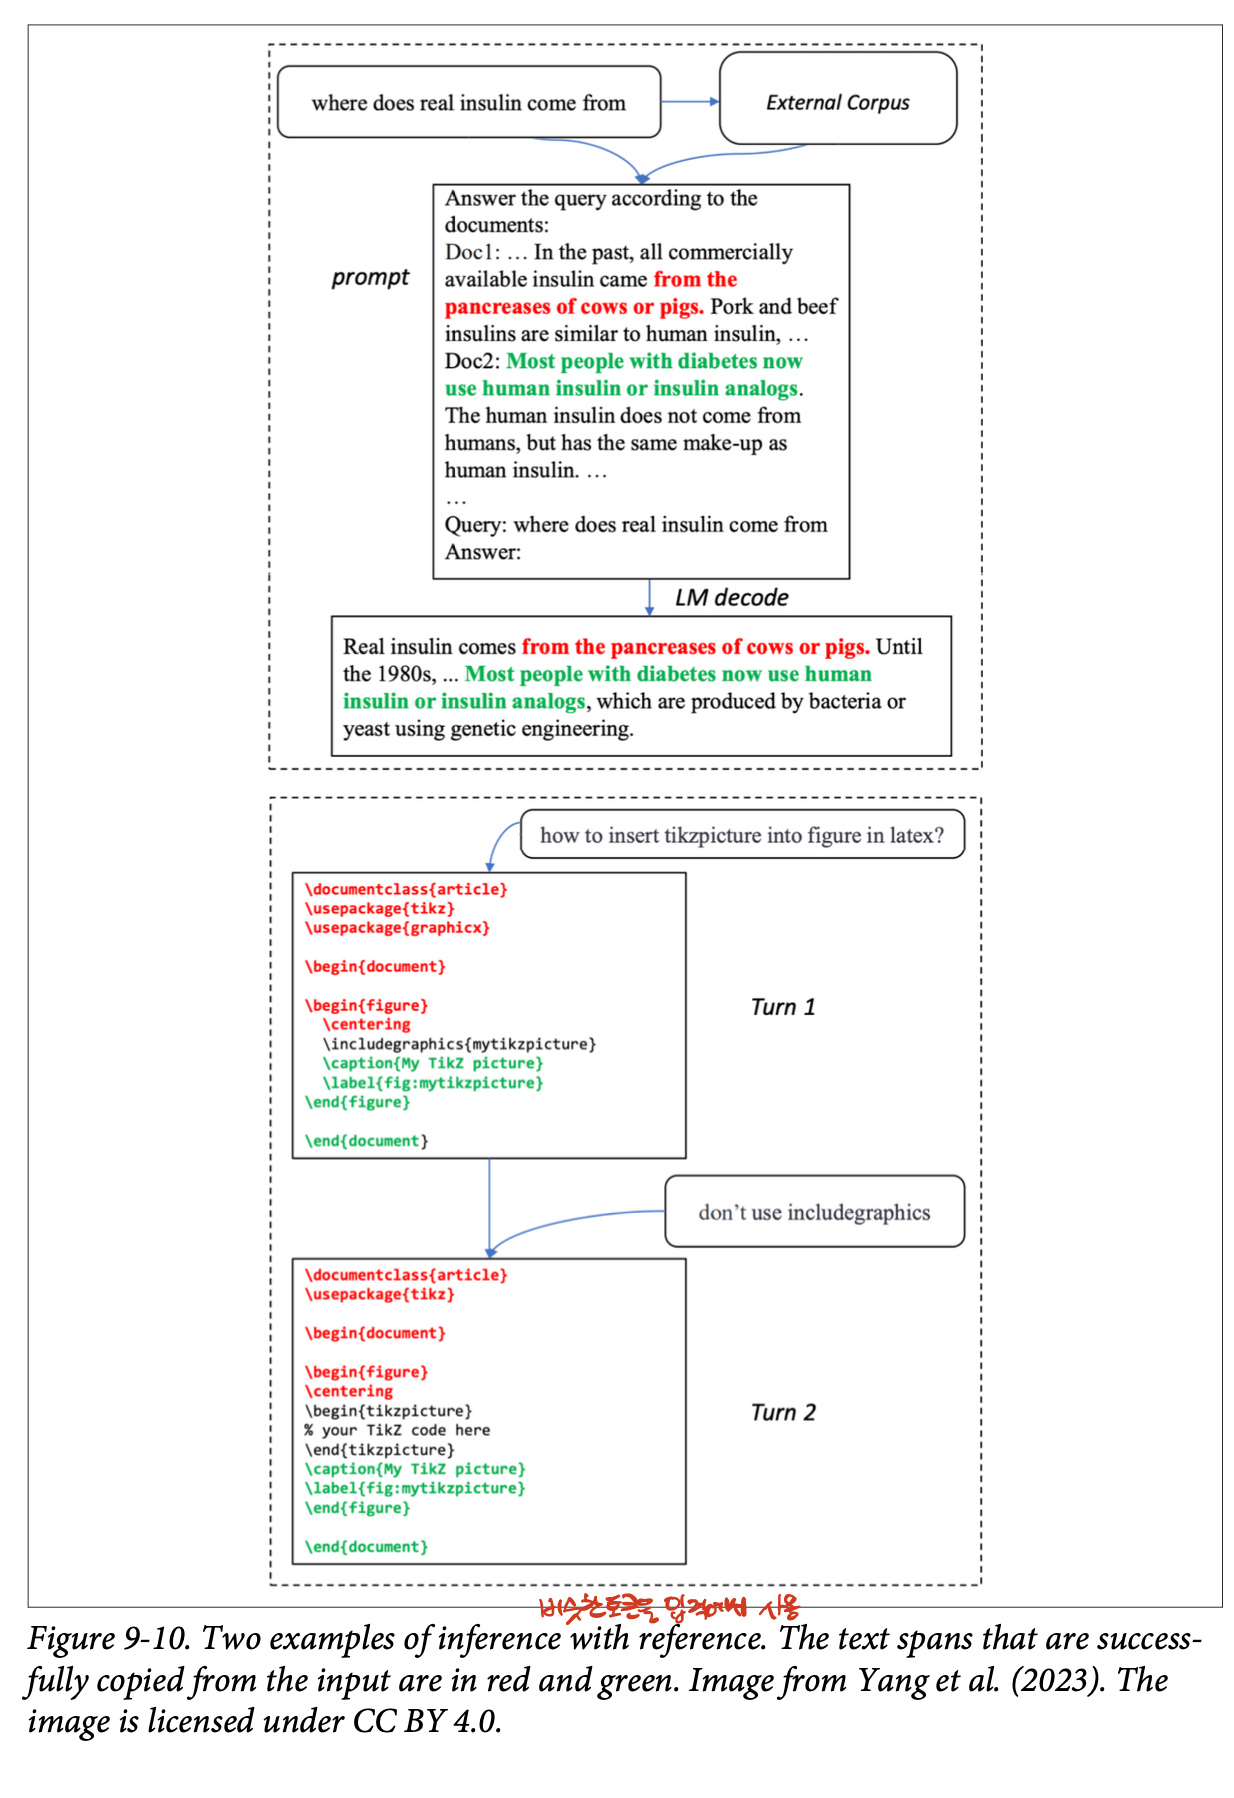 where does real insulin come from
External Corpus
Answer the query according to the
documents:
Doc1: … In the past, all commercially
available insulin came from the
pancreases of cows or pigs. Pork and beef
insulins are similar to human insulin, …
Doc2: Most people with diabetes now
use human insulin or insulin analogs.
The human insulin does not come from
humans, but has the same make-up as
human insulin. …
…
Query: where does real insulin come from
Answer:
prompt
LM decode
Real insulin comes from the pancreases of cows or pigs. Until
the 1980s, ... Most people with diabetes now use human
insulin or insulin analogs, which are produced by bacteria or
yeast using genetic engineering.
how to insert tikzpicture into figure in latex?
\documentclass{article}
\usepackage{tikz}
\usepackage{graphicx}
\begin{document}
\begin{figure}
\centering
\includegraphics{mytikzpicture}
\caption{My TikZ picture}
\label{fig:mytikzpicture}
\end{figure}
\end{document}
Turn 1
don’t use includegraphics
\documentclass{article}
\usepackage{tikz}
\begin{document}
\begin{figure}
\centering
\begin{tikzpicture}
% your TikZ code here
\end{tikzpicture}
\caption{My TikZ picture}
\label{fig:mytikzpicture}
\end{figure}
\end{document}
Turn 2
비슷한 토큰을 입력에서 사용
Figure 9-10. Two examples of inference with reference. The text spans that are success-
fully copied from the input are in red and green. Image from Yang et al. (2023). The
image is licensed under CC BY 4.0.